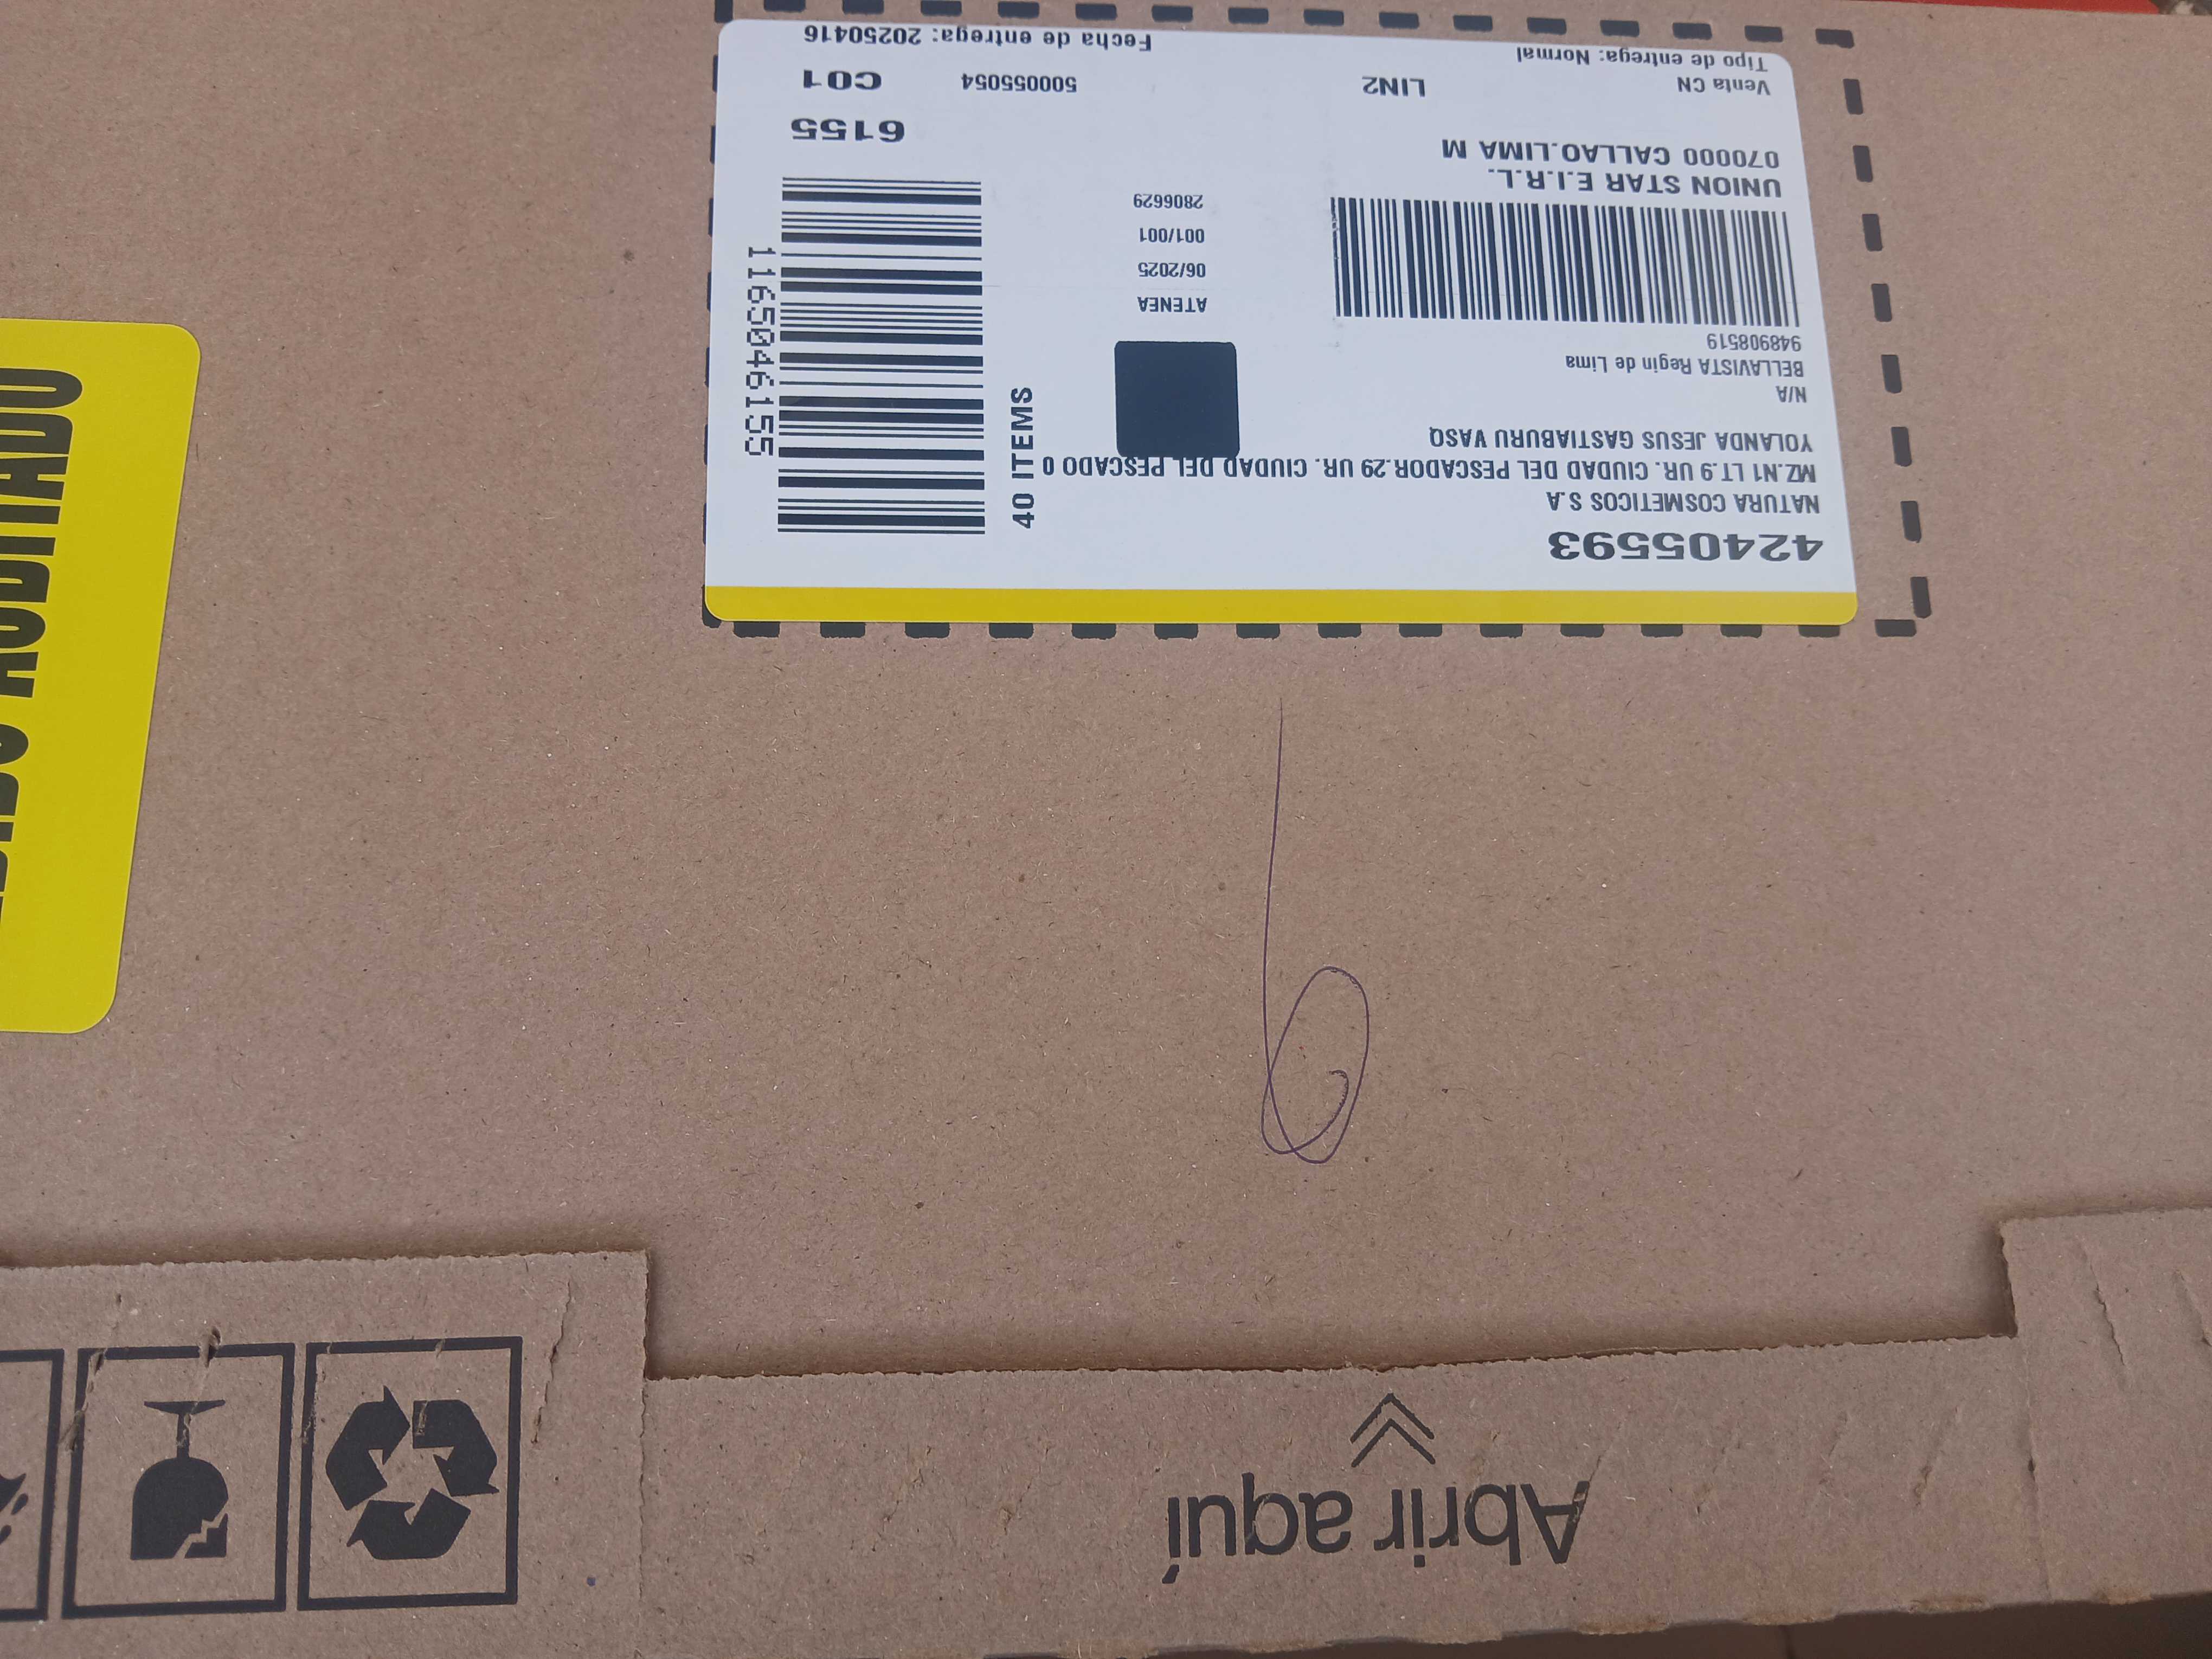 42405593
NATURA COSMETICOS S.A
MZ.N1 LT.9 UR. CIUDAD DEL PESCADOR.29 UR. CIUDAD DEL PESCADO 0
YOLANDA JESUS GASTIABURU VASQ
N/A
BELLAVISTA Regin de Lima
948908519
UNION STAR E.I.R.L.
070000 CALLAO.LIMA M
Venta CN LIN2 500055054 C01
Tipo de entrega: Normal Fecha de entrega: 20250416
ATENEA
06/2025
001/001
2806629
6155
40 ITEMS
1165046155
AUDITADO
6
Abrir aquí